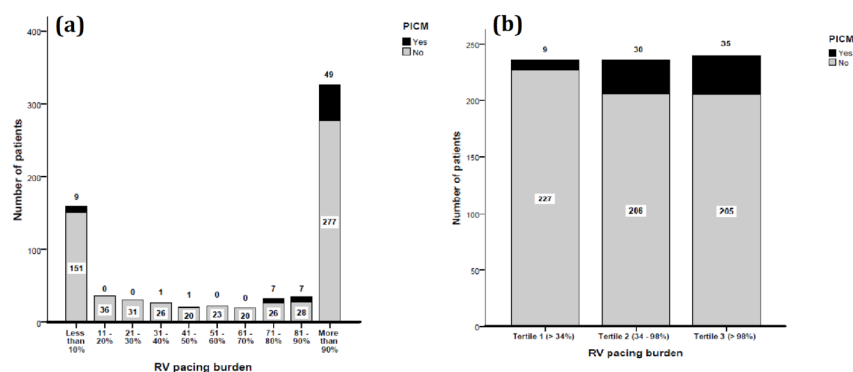 (a)
PICM
Yes
No
Number of patients
400
300
200
100
0
9
0
0
1
1
0
0
7
7
49
151
36
31
26
20
23
20
26
28
277
Less than 10%
11 - 20%
21 - 30%
31 - 40%
41 - 50%
51 - 60%
61 - 70%
71 - 80%
81 - 90%
More than 90%
RV pacing burden
(b)
PICM
Yes
No
Number of patients
250
200
150
100
50
0
9
30
35
227
206
205
Tertile 1 (> 34%)
Tertile 2 (34 - 98%)
Tertile 3 (> 98%)
RV pacing burden